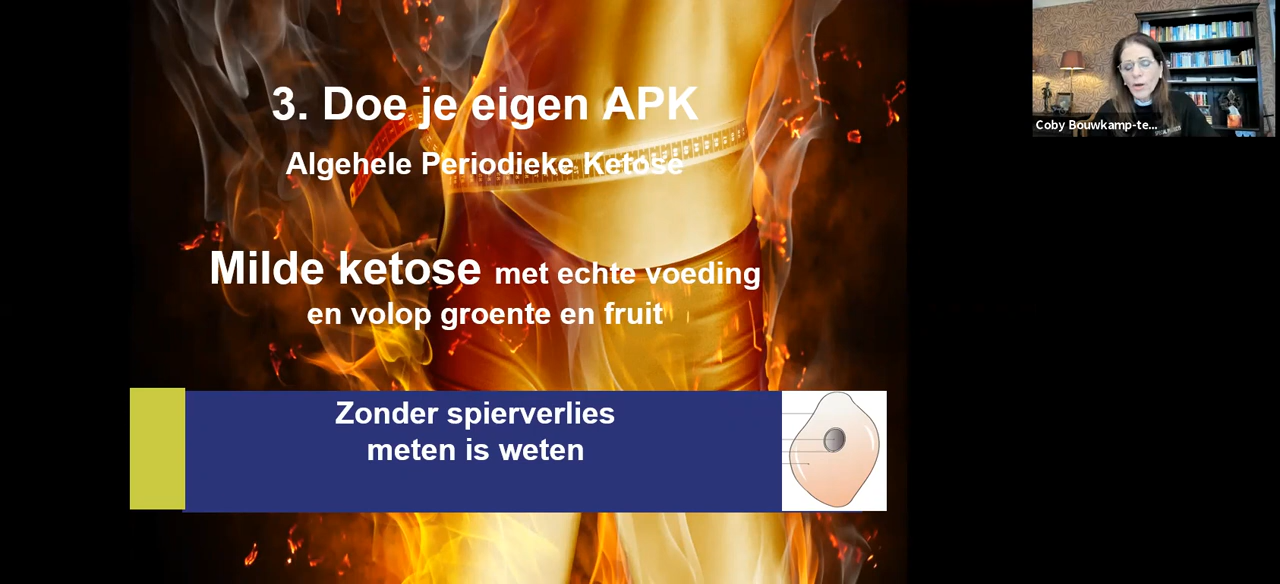 3. Doe je eigen APK
Algehele Periodieke Ketose
Milde ketose met echte voeding
en volop groente en fruit
Zonder spierverlies
meten is weten
Coby Bouwkamp-te...